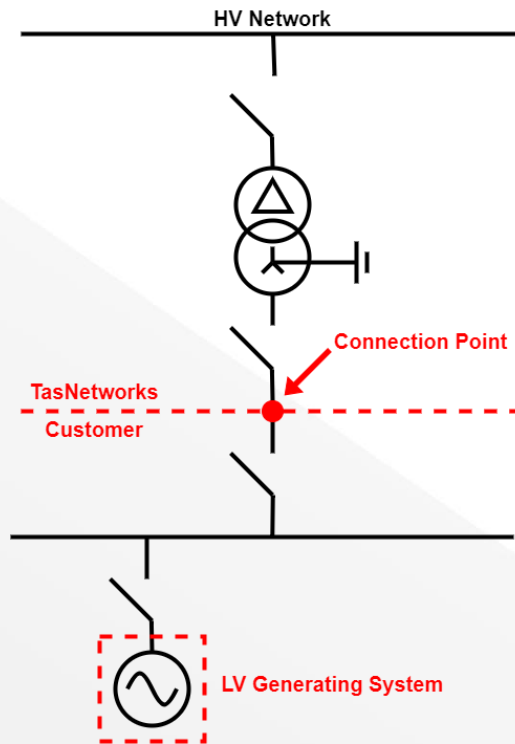 HV Network
Connection Point
TasNetworks
Customer
LV Generating System